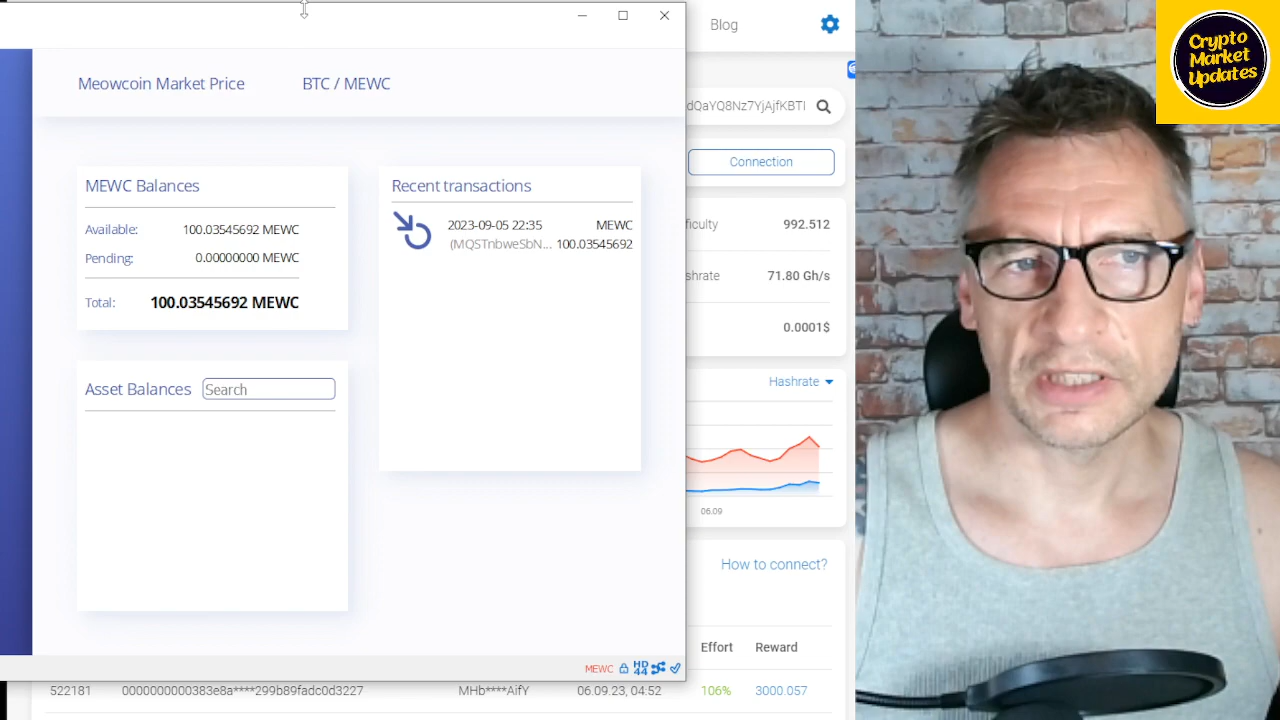 Blog
Crypto
Market
Updates
Meowcoin Market Price
BTC / MEWC
dQaYQ8Nz7YjAjfKBTI
Connection
MEWC Balances
Available: 100.03545692 MEWC
Pending: 0.00000000 MEWC
Total: 100.03545692 MEWC
Recent transactions
2023-09-05 22:35 MEWC
(MQSTnbweSbN... 100.03545692
ficulty 992.512
shrate 71.80 Gh/s
0.0001$
Asset Balances Search
Hashrate
06.09
How to connect?
Effort Reward
MEWC HD 44
522181 0000000000383e8a****299b89fadc0d3227 MHb****AifY 06.09.23, 04:52 106% 3000.057